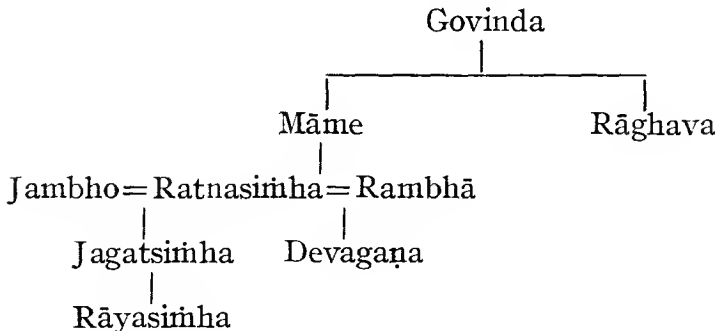 Govinda
Māme Rāghava
Jambho=Ratnasiṁha=Rambhā
Jagatsiṁha Devagaṇa
Rāyasiṁha